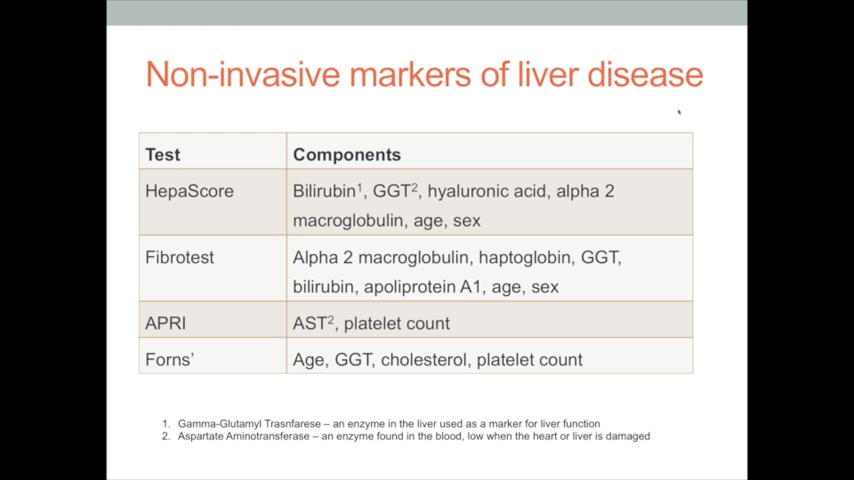 Non-invasive markers of liver disease
Test
Components
HepaScore
Bilirubin¹, GGT², hyaluronic acid, alpha 2
macroglobulin, age, sex
Fibrotest
Alpha 2 macroglobulin, haptoglobin, GGT,
bilirubin, apoliprotein A1, age, sex
APRI
AST², platelet count
Forns’
Age, GGT, cholesterol, platelet count
1. Gamma-Glutamyl Trasnfarese – an enzyme in the liver used as a marker for liver function
2. Aspartate Aminotransferase – an enzyme found in the blood, low when the heart or liver is damaged